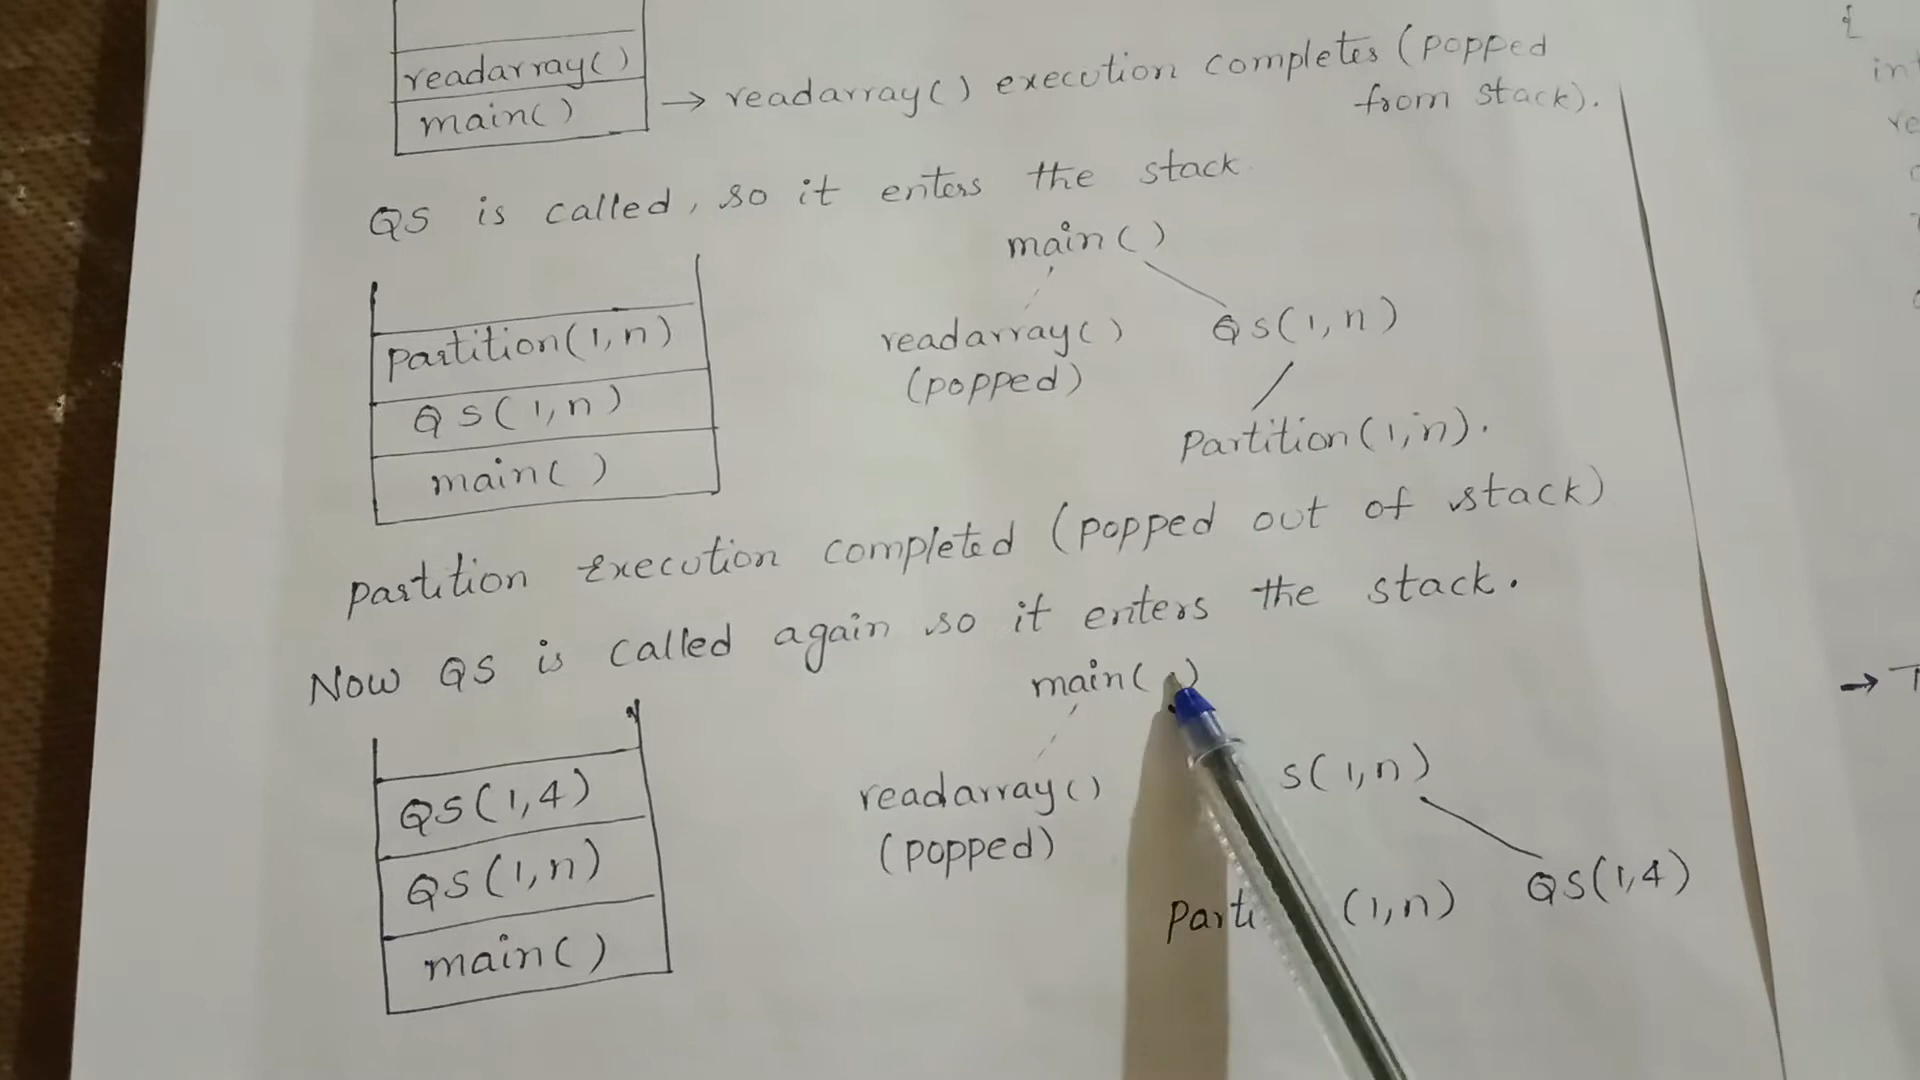 readarray()
main()
→ readarray() execution completes (popped
from stack).
QS is called, so it enters the stack
main()
partition(1,n)
QS(1,n)
main()
readarray()
(popped)
QS(1,n)
Partition(1,n).
partition Execution completed (popped out of stack)
Now QS is called again so it enters the stack.
main()
QS(1,4)
QS(1,n)
main()
readarray()
(popped)
S(1,n)
Parti (1,n)
QS(1,4)
{
in
re
→ T